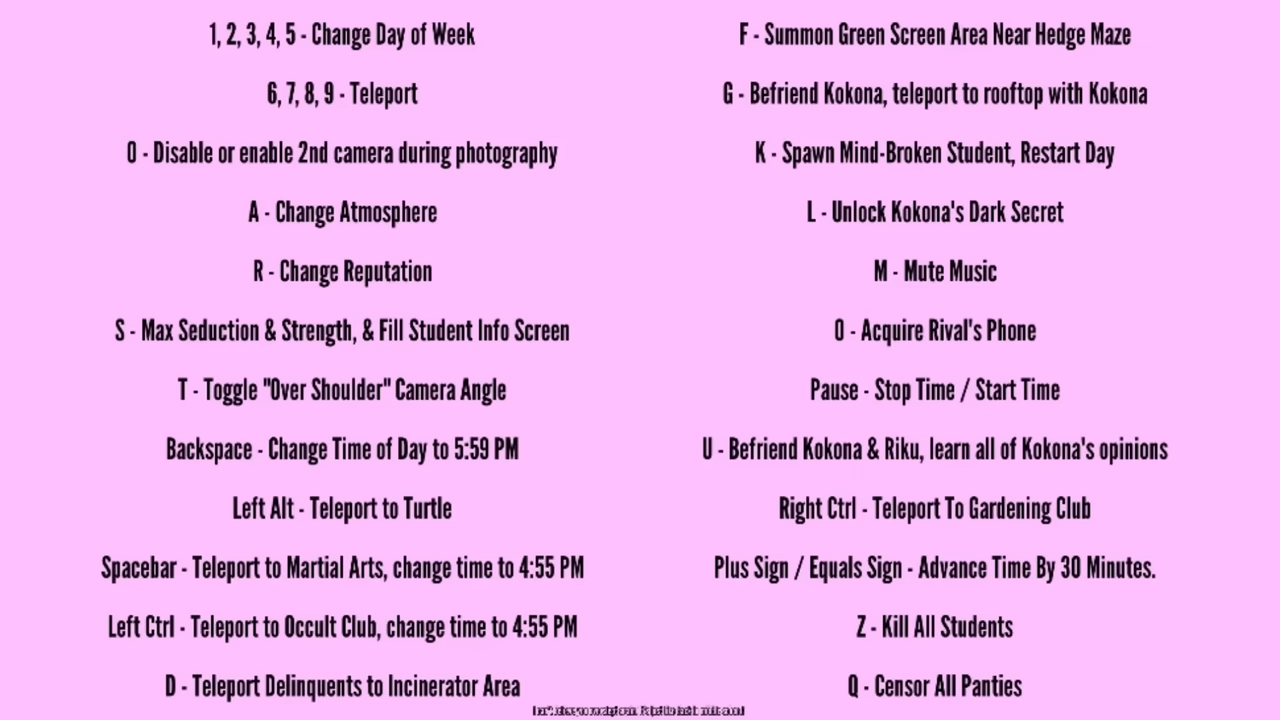 1, 2, 3, 4, 5 - Change Day of Week
6, 7, 8, 9 - Teleport
0 - Disable or enable 2nd camera during photography
A - Change Atmosphere
R - Change Reputation
S - Max Seduction & Strength, & Fill Student Info Screen
T - Toggle "Over Shoulder" Camera Angle
Backspace - Change Time of Day to 5:59 PM
Left Alt - Teleport to Turtle
Spacebar - Teleport to Martial Arts, change time to 4:55 PM
Left Ctrl - Teleport to Occult Club, change time to 4:55 PM
D - Teleport Delinquents to Incinerator Area
F - Summon Green Screen Area Near Hedge Maze
G - Befriend Kokona, teleport to rooftop with Kokona
K - Spawn Mind-Broken Student, Restart Day
L - Unlock Kokona's Dark Secret
M - Mute Music
O - Acquire Rival's Phone
Pause - Stop Time / Start Time
U - Befriend Kokona & Riku, learn all of Kokona's opinions
Right Ctrl - Teleport To Gardening Club
Plus Sign / Equals Sign - Advance Time By 30 Minutes.
Z - Kill All Students
Q - Censor All Panties